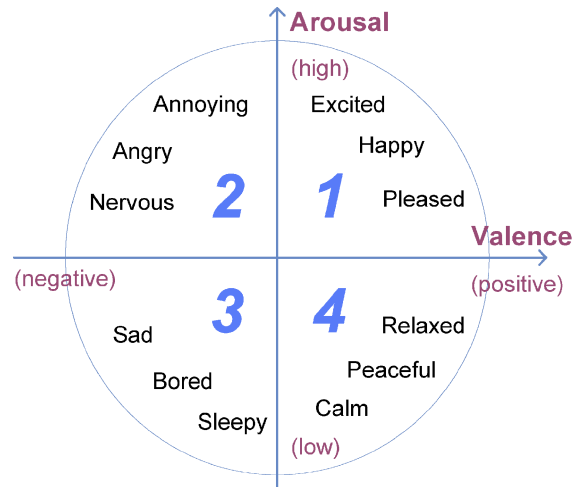 Arousal
(high)
Annoying
Excited
Angry
Happy
Nervous
2
1
Pleased
Valence
(negative)
(positive)
3
4
Sad
Relaxed
Bored
Peaceful
Sleepy
Calm
(low)